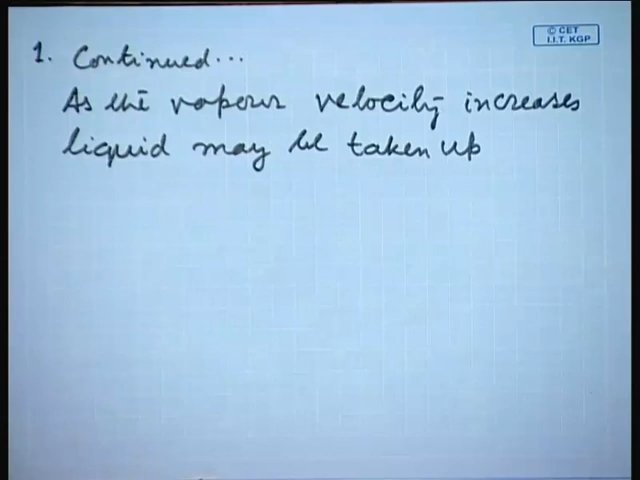 © CET
I.I.T. KGP
1. Continued...
As the vapour velocity increases
liquid may be taken up